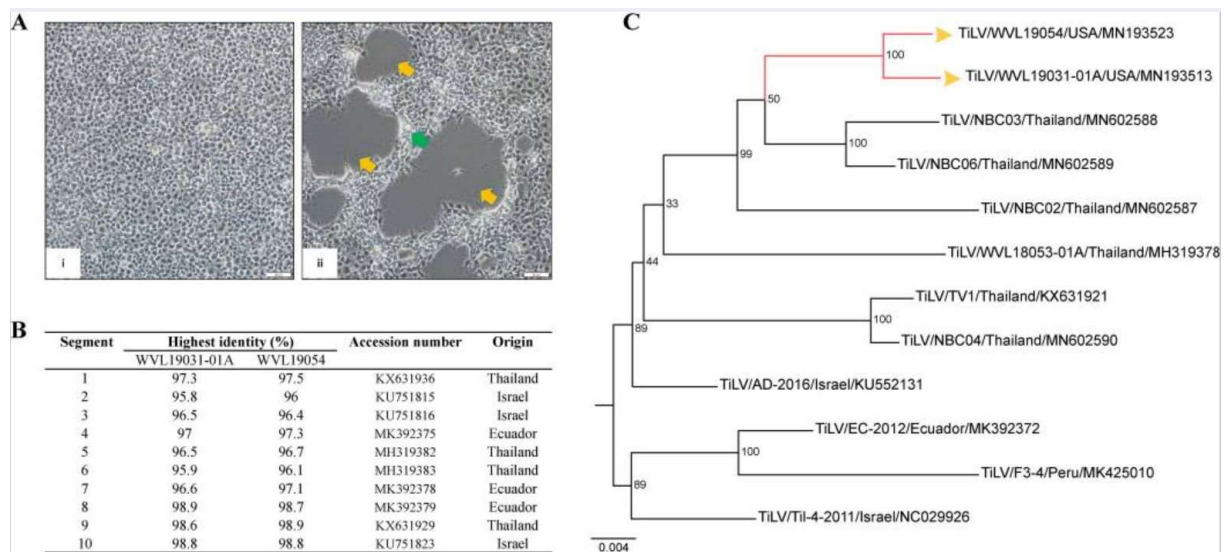 A
i
ii
B
Segment Highest identity (%) Accession number Origin
WVL19031-01A WVL19054
1 97.3 97.5 KX631936 Thailand
2 95.8 96 KU751815 Israel
3 96.5 96.4 KU751816 Israel
4 97 97.3 MK392375 Ecuador
5 96.5 96.7 MH319382 Thailand
6 95.9 96.1 MH319383 Thailand
7 96.6 97.1 MK392378 Ecuador
8 98.9 98.7 MK392379 Ecuador
9 98.6 98.9 KX631929 Thailand
10 98.8 98.8 KU751823 Israel
C
TiLV/WVL19054/USA/MN193523
100
TiLV/WVL19031-01A/USA/MN193513
50
TiLV/NBC03/Thailand/MN602588
100
TiLV/NBC06/Thailand/MN602589
99
TiLV/NBC02/Thailand/MN602587
33
TiLV/WVL18053-01A/Thailand/MH319378
44
TiLV/TV1/Thailand/KX631921
100
TiLV/NBC04/Thailand/MN602590
89
TiLV/AD-2016/Israel/KU552131
TiLV/EC-2012/Ecuador/MK392372
100
TiLV/F3-4/Peru/MK425010
89
TiLV/Til-4-2011/Israel/NC029926
0.004